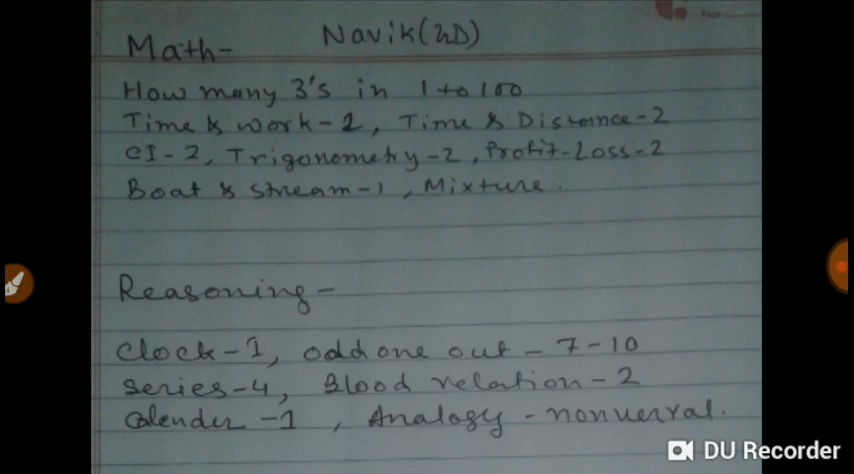 Page
Navik(2D)
Math-
How many 3's in 1 to 100
Time & work-2, Time & Distance-2
CI-2, Trigonometry-2, Profit-Loss-2
Boat & stream-1, Mixture.
Reasoning-
clock-1, odd one out - 7-10
series-4, Blood relation-2
Calender-1, Analogy - nonverval.
DU Recorder